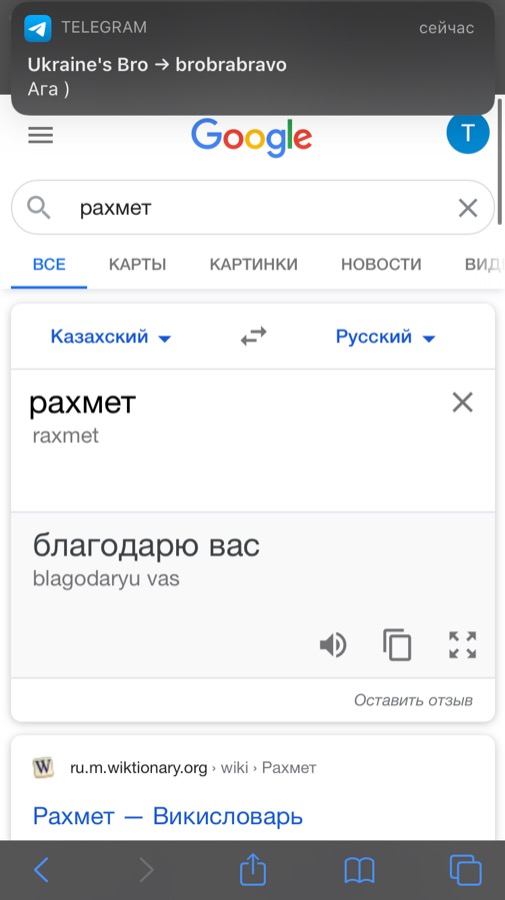 TELEGRAM сейчас
Ukraine's Bro → brobrabravo
Ага )
Google T
рахмет
ВСЕ КАРТЫ КАРТИНКИ НОВОСТИ ВИД
Казахский Русский
рахмет
raxmet
благодарю вас
blagodaryu vas
Оставить отзыв
W ru.m.wiktionary.org › wiki › Рахмет
Рахмет — Викисловарь